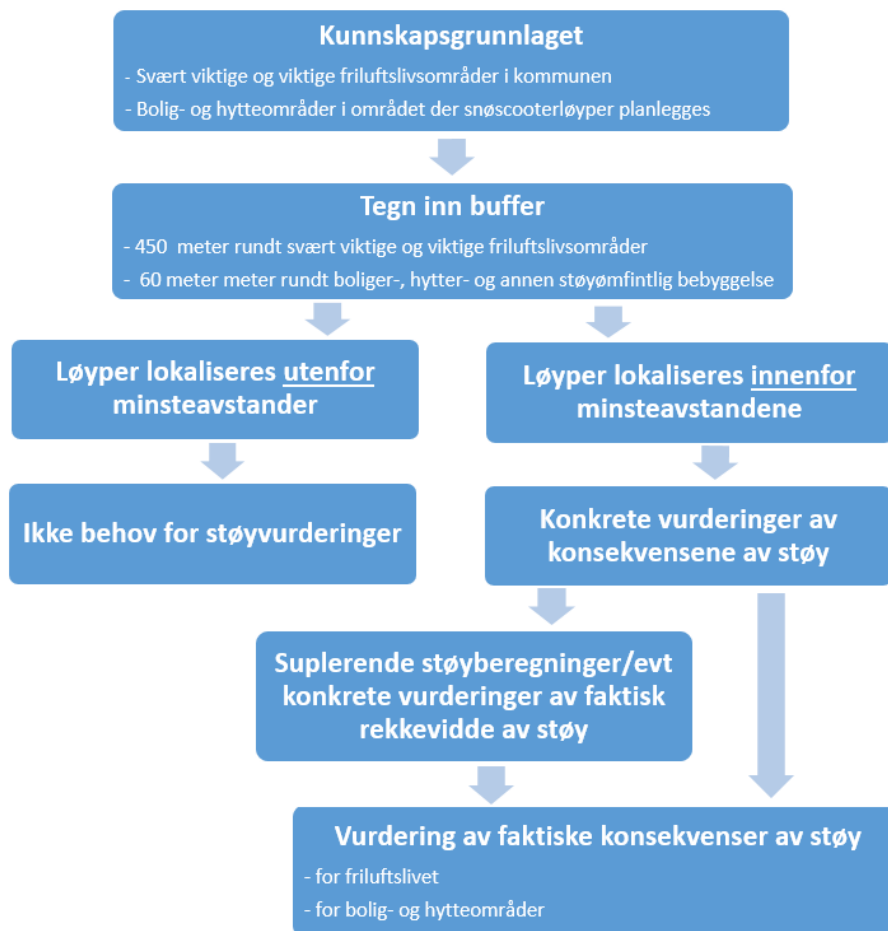 Kunnskapsgrunnlaget
- Svært viktige og viktige friluftslivsområder i kommunen
- Bolig- og hytteområder i området der snøscooterløyper planlegges
Tegn inn buffer
- 450 meter rundt svært viktige og viktige friluftslivsområder
- 60 meter meter rundt boliger-, hytter- og annen støyømfintlig bebyggelse
Løyper lokaliseres utenfor
minsteavstander
Løyper lokaliseres innenfor
minsteavstandene
Ikke behov for støyvurderinger
Konkrete vurderinger av
konsekvensene av støy
Suplerende støyberegninger/evt
konkrete vurderinger av faktisk
rekkevidde av støy
Vurdering av faktiske konsekvenser av støy
- for friluftslivet
- for bolig- og hytteområder